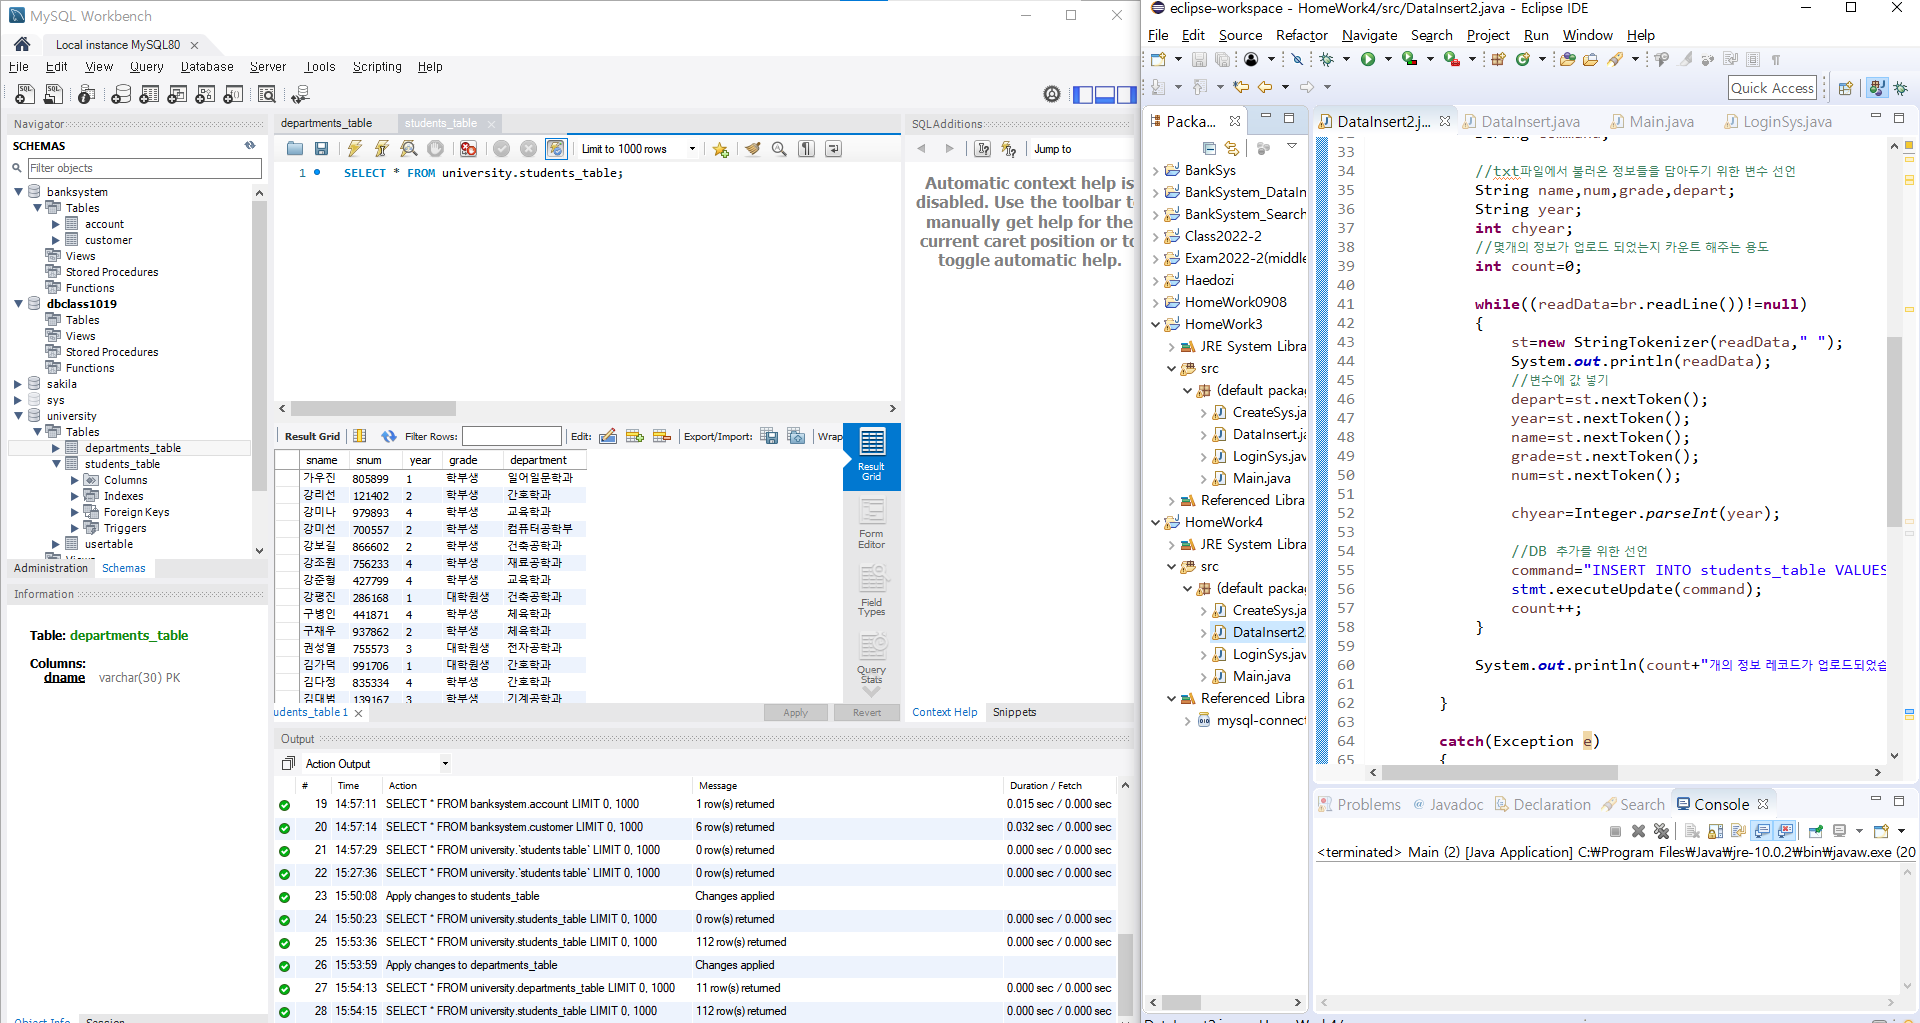 MySQL Workbench
Local instance MySQL80
File Edit View Query Database Server Tools Scripting Help
Navigator
SCHEMAS
Filter objects
banksystem
Tables
account
customer
Views
Stored Procedures
Functions
dbclass1019
Tables
Views
Stored Procedures
Functions
sakila
sys
university
Tables
departments_table
students_table
Columns
Indexes
Foreign Keys
Triggers
usertable
Views
Administration Schemas
Information
Table: departments_table
Columns:
dname varchar(30) PK
Object Info Session
departments_table students_table
Limit to 1000 rows
1 SELECT * FROM university.students_table;
SQLAdditions
Jump to
Automatic context help is
disabled. Use the toolbar t
manually get help for the
current caret position or to
toggle automatic help.
Context Help Snippets
Result Grid Filter Rows: Edit: Export/Import: Wrap
sname snum year grade department
가우진 805899 1 학부생 일어일문학과
강리선 121402 2 학부생 간호학과
강미나 979893 4 학부생 교육학과
강미선 700557 2 학부생 컴퓨터공학부
강보길 866602 2 학부생 건축공학과
강조원 756233 4 학부생 재료공학과
강준형 427799 4 학부생 교육학과
강평진 286168 1 대학원생 건축공학과
구병인 441871 4 학부생 체육학과
구채우 937862 2 학부생 체육학과
권성열 755573 3 대학원생 전자공학과
김가덕 991706 1 대학원생 간호학과
김다정 835334 4 학부생 간호학과
김대범 139167 3 학부생 기계공학과
Result
Grid
Form
Editor
Field
Types
Query
Stats
udents_table 1 Apply Revert
Output
Action Output
# Time Action Message Duration / Fetch
19 14:57:11 SELECT * FROM banksystem.account LIMIT 0, 1000 1 row(s) returned 0.015 sec / 0.000 sec
20 14:57:14 SELECT * FROM banksystem.customer LIMIT 0, 1000 6 row(s) returned 0.032 sec / 0.000 sec
21 14:57:29 SELECT * FROM university.`students table` LIMIT 0, 1000 0 row(s) returned 0.000 sec / 0.000 sec
22 15:27:36 SELECT * FROM university.`students table` LIMIT 0, 1000 0 row(s) returned 0.000 sec / 0.000 sec
23 15:50:08 Apply changes to students_table Changes applied
24 15:50:23 SELECT * FROM university.students_table LIMIT 0, 1000 0 row(s) returned 0.000 sec / 0.000 sec
25 15:53:36 SELECT * FROM university.students_table LIMIT 0, 1000 112 row(s) returned 0.000 sec / 0.000 sec
26 15:53:59 Apply changes to departments_table Changes applied
27 15:54:13 SELECT * FROM university.departments_table LIMIT 0, 1000 11 row(s) returned 0.000 sec / 0.000 sec
28 15:54:15 SELECT * FROM university.students_table LIMIT 0, 1000 112 row(s) returned 0.000 sec / 0.000 sec
eclipse-workspace - HomeWork4/src/DataInsert2.java - Eclipse IDE
File Edit Source Refactor Navigate Search Project Run Window Help
Quick Access
Packa...
BankSys
BankSystem_DataIn
BankSystem_Search
Class2022-2
Exam2022-2(middle
Haedozi
HomeWork0908
HomeWork3
JRE System Libra
src
(default packa
CreateSys.ja
DataInsert.ja
LoginSys.jav
Main.java
Referenced Libra
HomeWork4
JRE System Libra
src
(default packa
CreateSys.ja
DataInsert2
LoginSys.jav
Main.java
Referenced Libra
mysql-connect
DataInsert2.j... DataInsert.java Main.java LoginSys.java
33
34 //txt파일에서 불러온 정보들을 담아두기 위한 변수 선언
35 String name,num,grade,depart;
36 String year;
37 int chyear;
38 //몇개의 정보가 업로드 되었는지 카운트 해주는 용도
39 int count=0;
40
41 while((readData=br.readLine())!=null)
42 {
43 st=new StringTokenizer(readData," ");
44 System.out.println(readData);
45 //변수에 값 넣기
46 depart=st.nextToken();
47 year=st.nextToken();
48 name=st.nextToken();
49 grade=st.nextToken();
50 num=st.nextToken();
51
52 chyear=Integer.parseInt(year);
53
54 //DB 추가를 위한 선언
55 command="INSERT INTO students_table VALUES
56 stmt.executeUpdate(command);
57 count++;
58 }
59
60 System.out.println(count+"개의 정보 레코드가 업로드되었습
61
62 }
63
64 catch(Exception e)
65 {
Problems Javadoc Declaration Search Console
<terminated> Main (2) [Java Application] C:₩Program Files₩Java₩jre-10.0.2₩bin₩javaw.exe (20